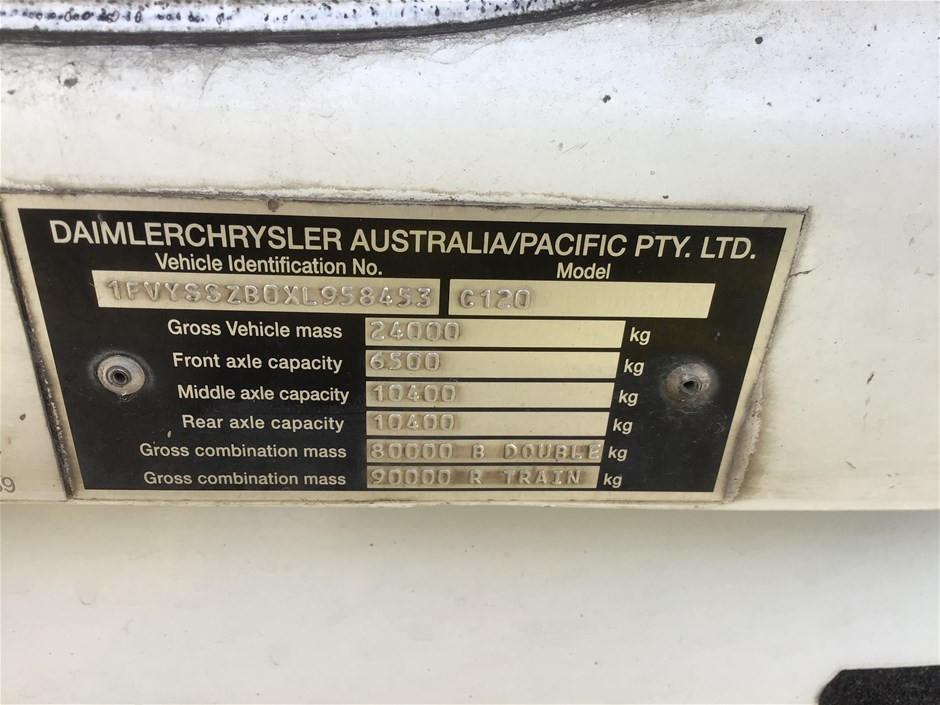 DAIMLERCHRYSLER AUSTRALIA/PACIFIC PTY. LTD.
Vehicle Identification No. Model
1FVYSSZB0XL958453 C120
Gross Vehicle mass 24000 kg
Front axle capacity 6500 kg
Middle axle capacity 10400 kg
Rear axle capacity 10400 kg
Gross combination mass 80000 B DOUBLE kg
Gross combination mass 90000 R TRAIN kg